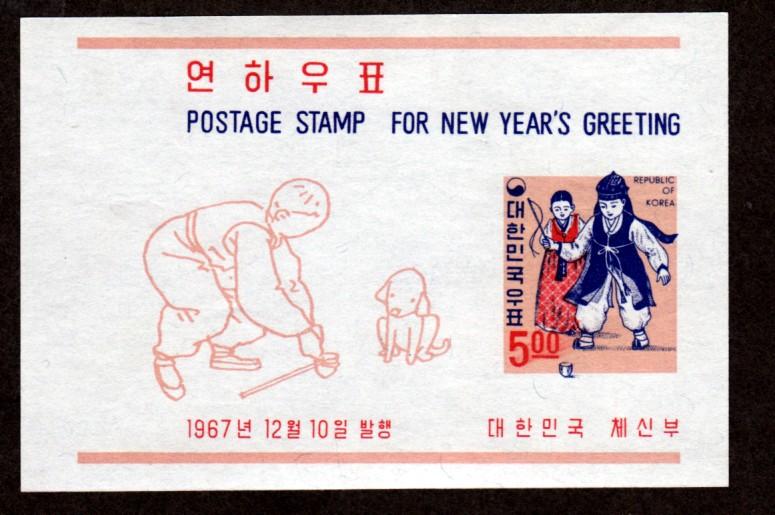 연하우표
POSTAGE STAMP FOR NEW YEAR'S GREETING
REPUBLIC
OF
KOREA
대한민국우표
5.00
1967년 12월 10일 발행
대한민국 체신부